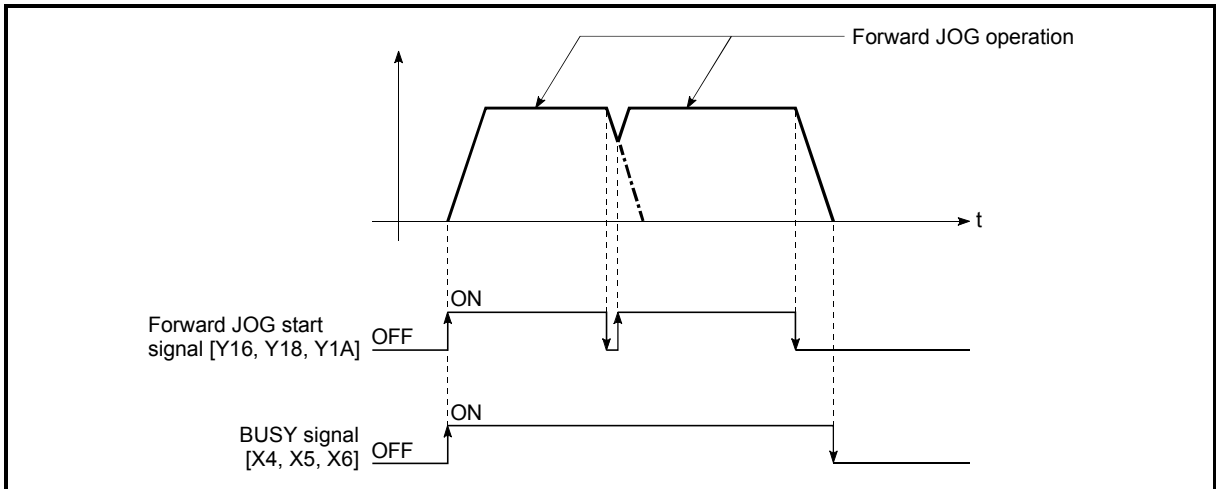 Forward JOG operation
t
ON
Forward JOG start
signal [Y16, Y18, Y1A]
OFF
ON
BUSY signal
[X4, X5, X6]
OFF